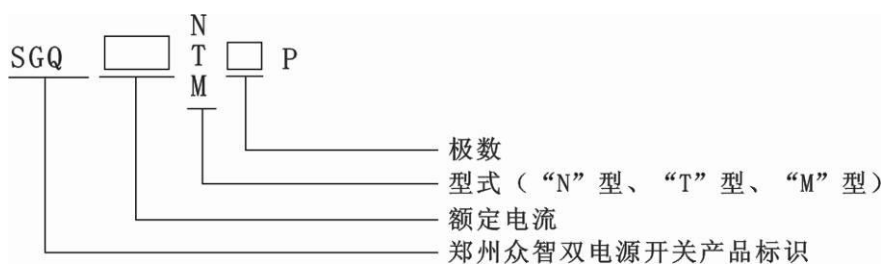 N
SGQ T P
M
极数
型式（“N”型、“T”型、“M”型）
额定电流
郑州众智双电源开关产品标识